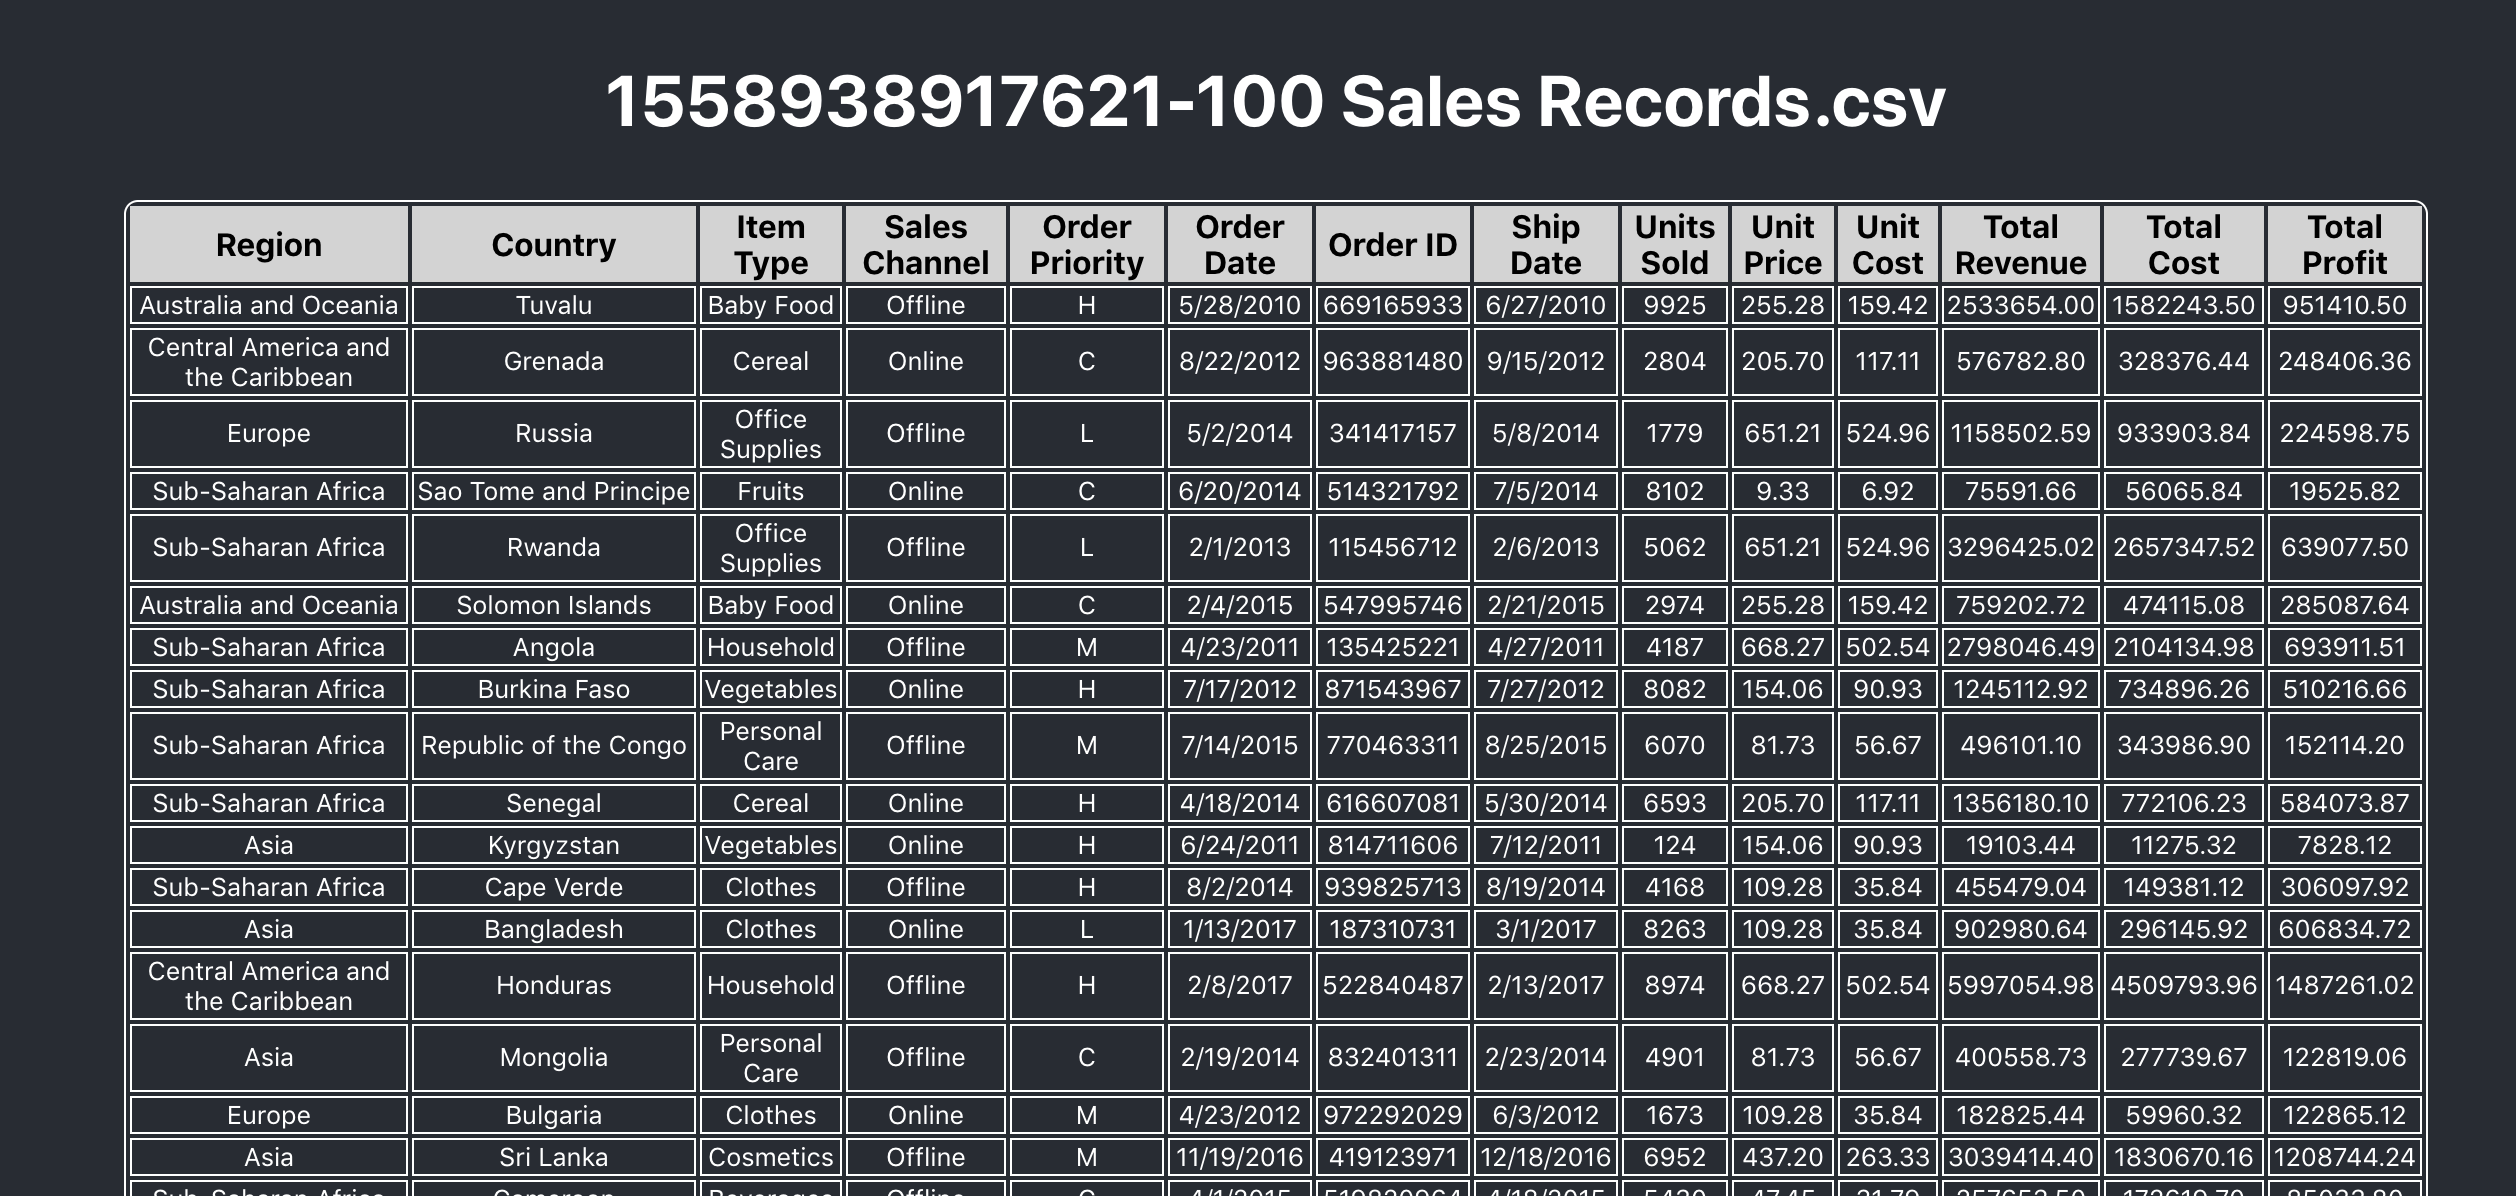 1558938917621-100 Sales Records.csv
Region Country Item Type Sales Channel Order Priority Order Date Order ID Ship Date Units Sold Unit Price Unit Cost Total Revenue Total Cost Total Profit
Australia and Oceania Tuvalu Baby Food Offline H 5/28/2010 669165933 6/27/2010 9925 255.28 159.42 2533654.00 1582243.50 951410.50
Central America and the Caribbean Grenada Cereal Online C 8/22/2012 963881480 9/15/2012 2804 205.70 117.11 576782.80 328376.44 248406.36
Europe Russia Office Supplies Offline L 5/2/2014 341417157 5/8/2014 1779 651.21 524.96 1158502.59 933903.84 224598.75
Sub-Saharan Africa Sao Tome and Principe Fruits Online C 6/20/2014 514321792 7/5/2014 8102 9.33 6.92 75591.66 56065.84 19525.82
Sub-Saharan Africa Rwanda Office Supplies Offline L 2/1/2013 115456712 2/6/2013 5062 651.21 524.96 3296425.02 2657347.52 639077.50
Australia and Oceania Solomon Islands Baby Food Online C 2/4/2015 547995746 2/21/2015 2974 255.28 159.42 759202.72 474115.08 285087.64
Sub-Saharan Africa Angola Household Offline M 4/23/2011 135425221 4/27/2011 4187 668.27 502.54 2798046.49 2104134.98 693911.51
Sub-Saharan Africa Burkina Faso Vegetables Online H 7/17/2012 871543967 7/27/2012 8082 154.06 90.93 1245112.92 734896.26 510216.66
Sub-Saharan Africa Republic of the Congo Personal Care Offline M 7/14/2015 770463311 8/25/2015 6070 81.73 56.67 496101.10 343986.90 152114.20
Sub-Saharan Africa Senegal Cereal Online H 4/18/2014 616607081 5/30/2014 6593 205.70 117.11 1356180.10 772106.23 584073.87
Asia Kyrgyzstan Vegetables Online H 6/24/2011 814711606 7/12/2011 124 154.06 90.93 19103.44 11275.32 7828.12
Sub-Saharan Africa Cape Verde Clothes Offline H 8/2/2014 939825713 8/19/2014 4168 109.28 35.84 455479.04 149381.12 306097.92
Asia Bangladesh Clothes Online L 1/13/2017 187310731 3/1/2017 8263 109.28 35.84 902980.64 296145.92 606834.72
Central America and the Caribbean Honduras Household Offline H 2/8/2017 522840487 2/13/2017 8974 668.27 502.54 5997054.98 4509793.96 1487261.02
Asia Mongolia Personal Care Offline C 2/19/2014 832401311 2/23/2014 4901 81.73 56.67 400558.73 277739.67 122819.06
Europe Bulgaria Clothes Online M 4/23/2012 972292029 6/3/2012 1673 109.28 35.84 182825.44 59960.32 122865.12
Asia Sri Lanka Cosmetics Offline M 11/19/2016 419123971 12/18/2016 6952 437.20 263.33 3039414.40 1830670.16 1208744.24